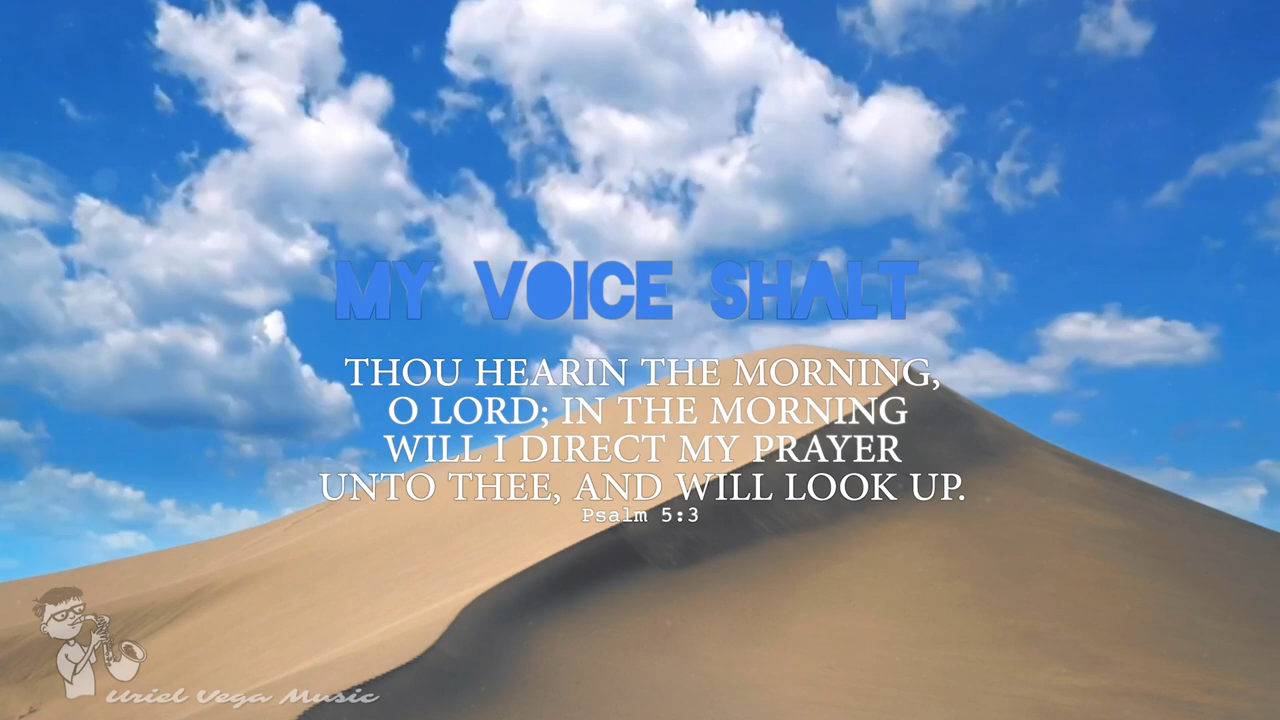 MY VOICE SHALT
THOU HEARIN THE MORNING,
O LORD; IN THE MORNING
WILL I DIRECT MY PRAYER
UNTO THEE, AND WILL LOOK UP.
Psalm 5:3
Uriel Vega Music